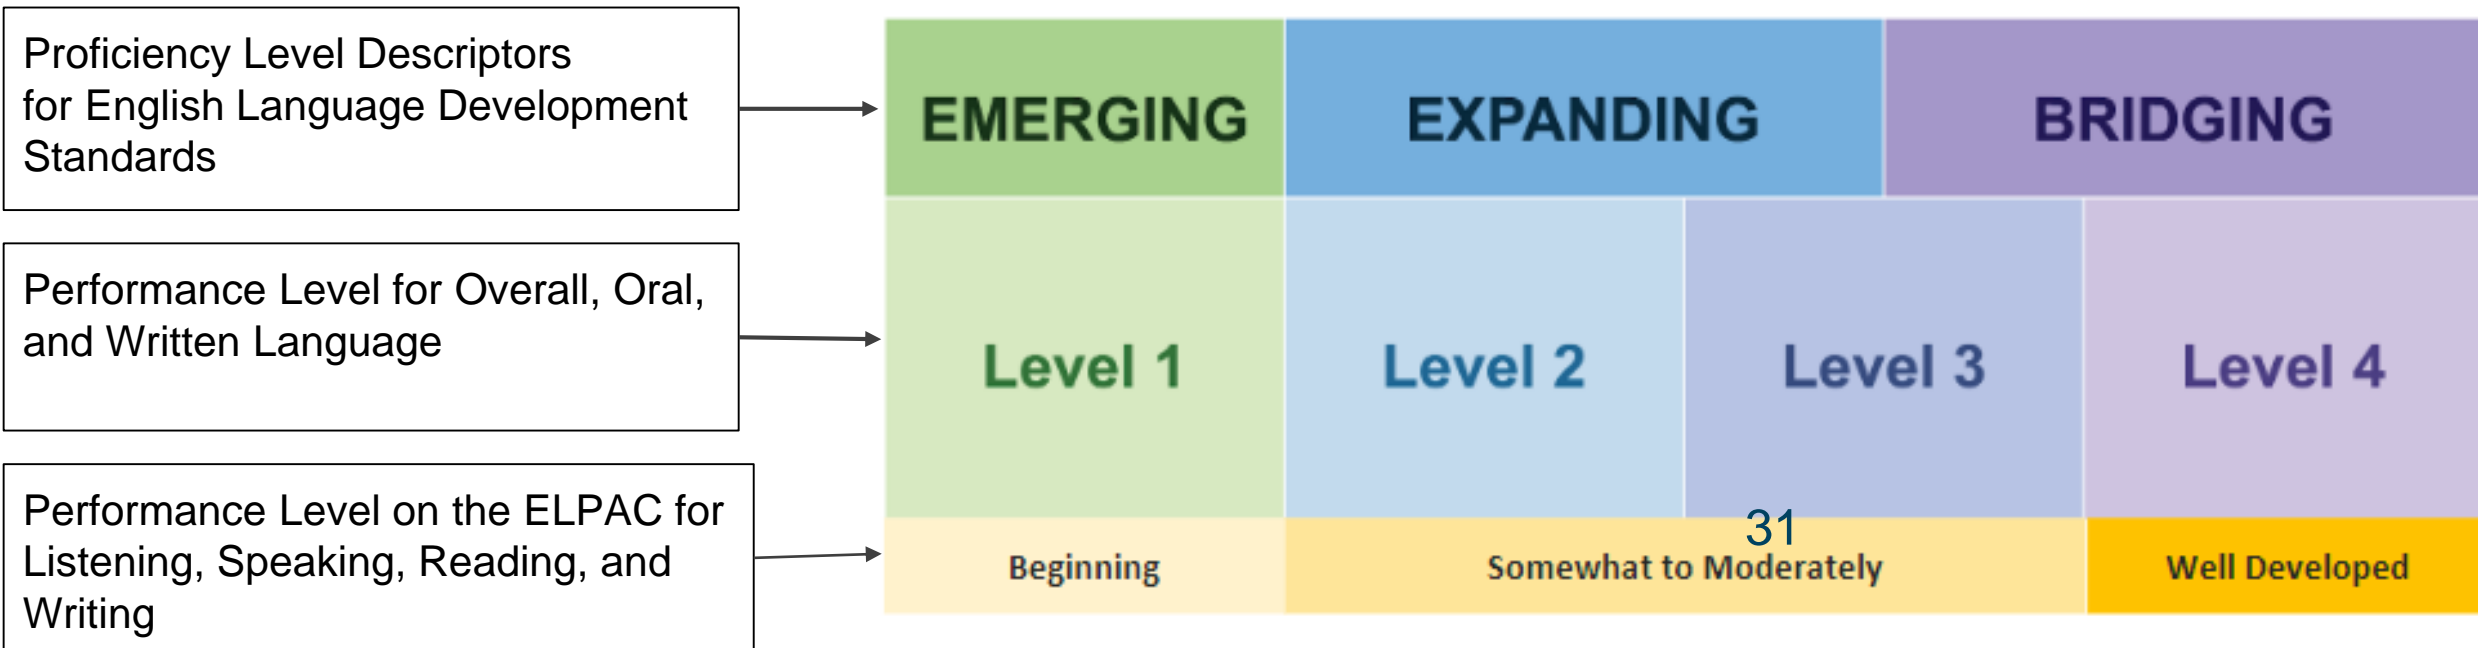 Proficiency Level Descriptors
for English Language Development
Standards
EMERGING
EXPANDING
BRIDGING
Performance Level for Overall, Oral,
and Written Language
Level 1
Level 2
Level 3
Level 4
Performance Level on the ELPAC for
Listening, Speaking, Reading, and
Writing
31
Beginning
Somewhat to Moderately
Well Developed